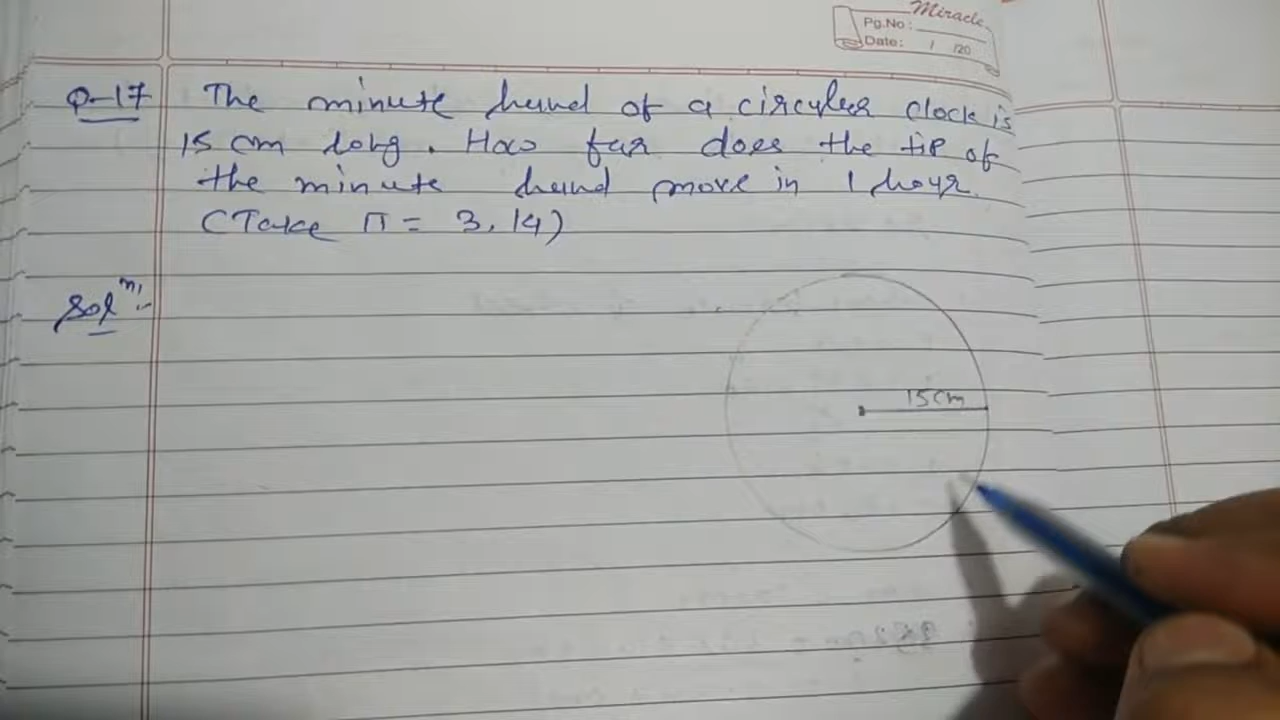 Miracle
Pg.No:
Date: / /20
Q-17 The minute hand of a circular clock is
15 cm long. How far does the tip of
the minute hand move in 1 hour.
(Take π = 3.14)
Solⁿ:-
15cm